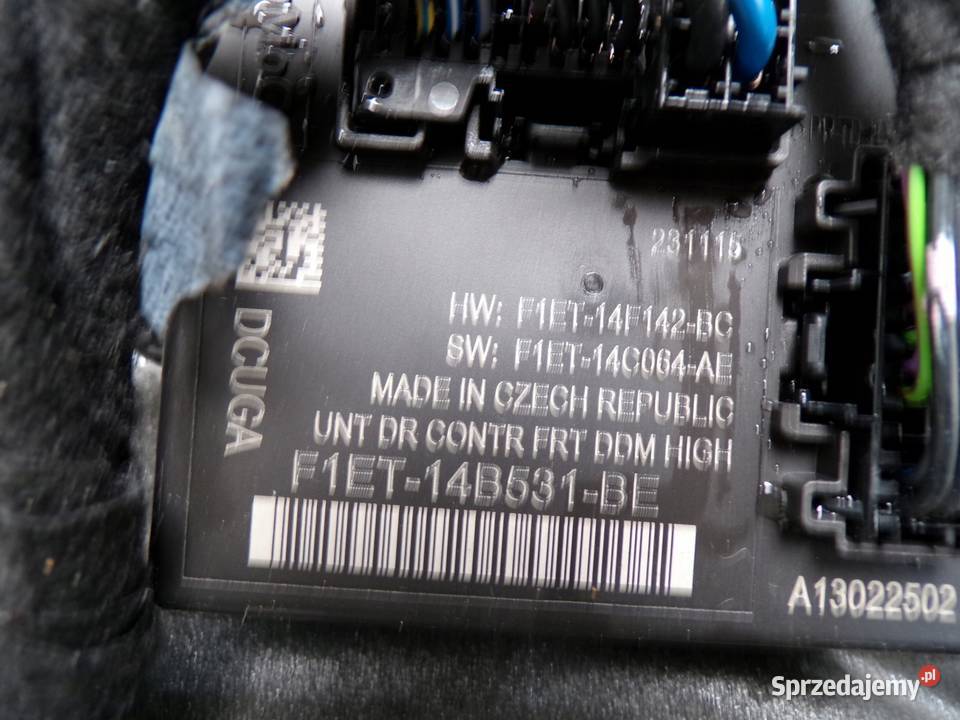 231115
HW: F1ET-14F142-BC
SW: F1ET-14C064-AE
MADE IN CZECH REPUBLIC
UNT DR CONTR FRT DDM HIGH
F1ET-14B531-BE
DCUGA
A13022502
Sprzedajemy.pl